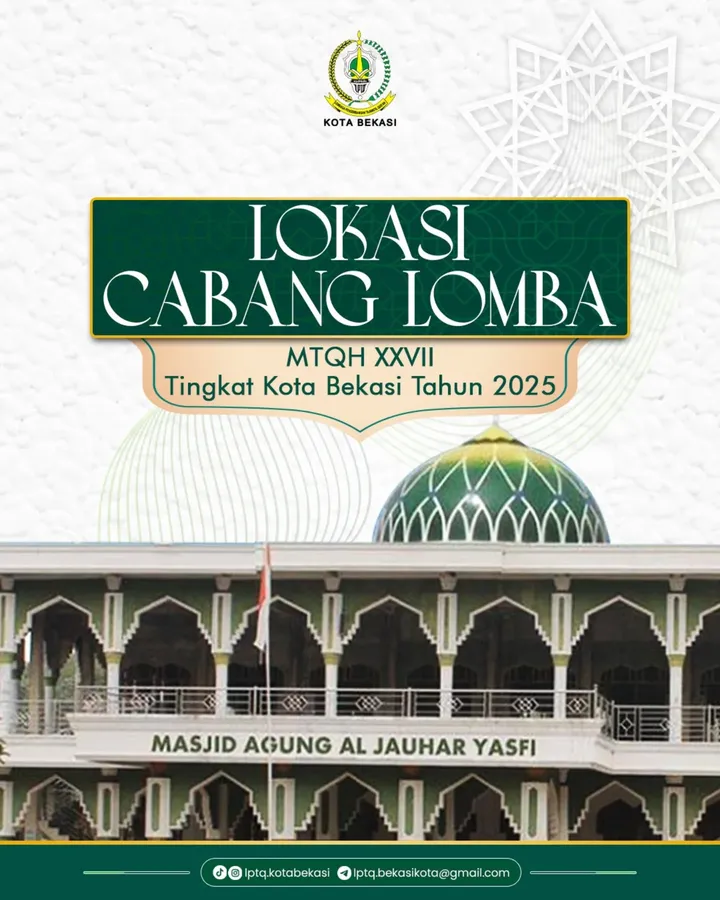 KOTA BEKASI
LOKASI
CABANG LOMBA
MTQH XXVII
Tingkat Kota Bekasi Tahun 2025
MASJID AGUNG AL JAUHAR YASFI
lptq.kotabekasi lptq.bekasikota@gmail.com